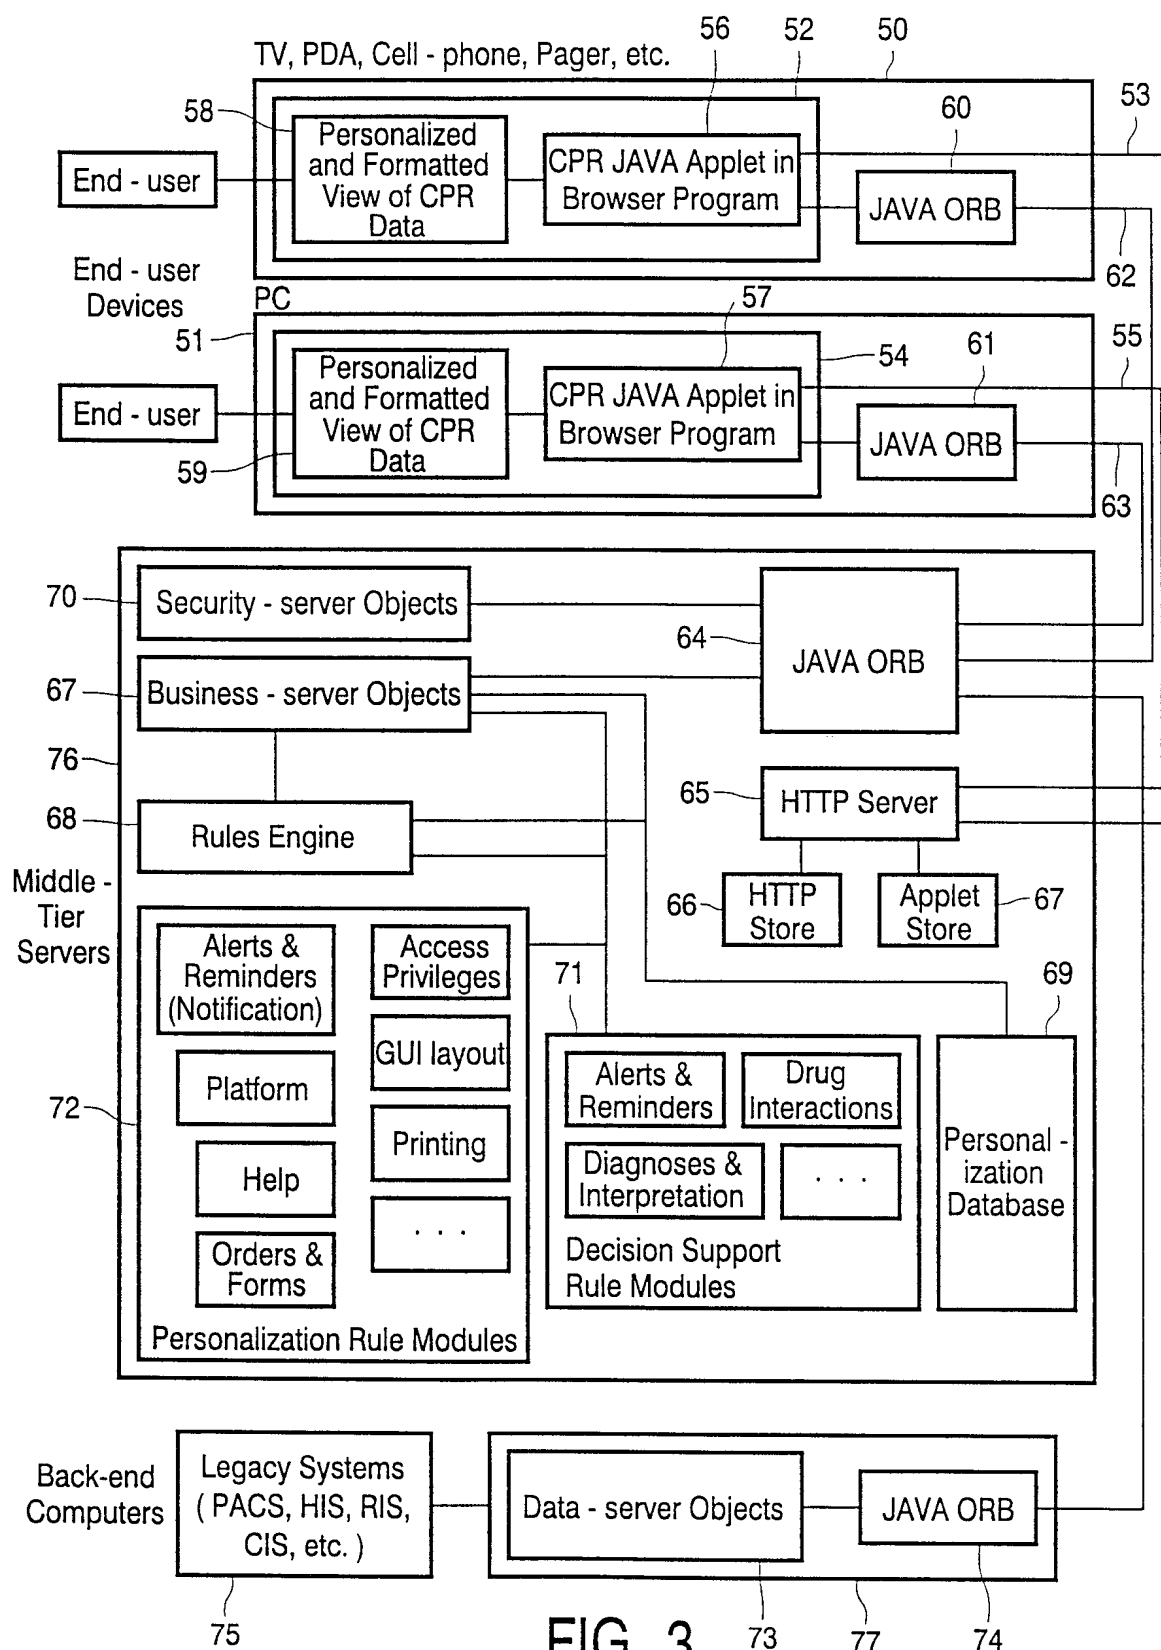 56
52
50
TV, PDA, Cell - phone, Pager, etc.
53
58
60
Personalized
and Formatted
View of CPR
Data
CPR JAVA Applet in
Browser Program
End - user
JAVA ORB
62
End - user
Devices
PC
57
51
54
61
55
Personalized
and Formatted
View of CPR
Data
CPR JAVA Applet in
Browser Program
End - user
JAVA ORB
59
63
70
Security - server Objects
64
JAVA ORB
67
Business - server Objects
76
65
HTTP Server
68
Rules Engine
Middle -
Tier
Servers
66
HTTP
Store
Applet
Store
67
Alerts &
Reminders
(Notification)
Access
Privileges
71
69
GUI layout
Platform
72
Printing
Help
. . .
Orders &
Forms
Personalization Rule Modules
Alerts &
Reminders
Drug
Interactions
Diagnoses &
Interpretation
. . .
Decision Support
Rule Modules
Personal -
ization
Database
Back-end
Computers
Legacy Systems
( PACS, HIS, RIS,
CIS, etc. )
Data - server Objects
JAVA ORB
75
FIG. 3
73
77
74